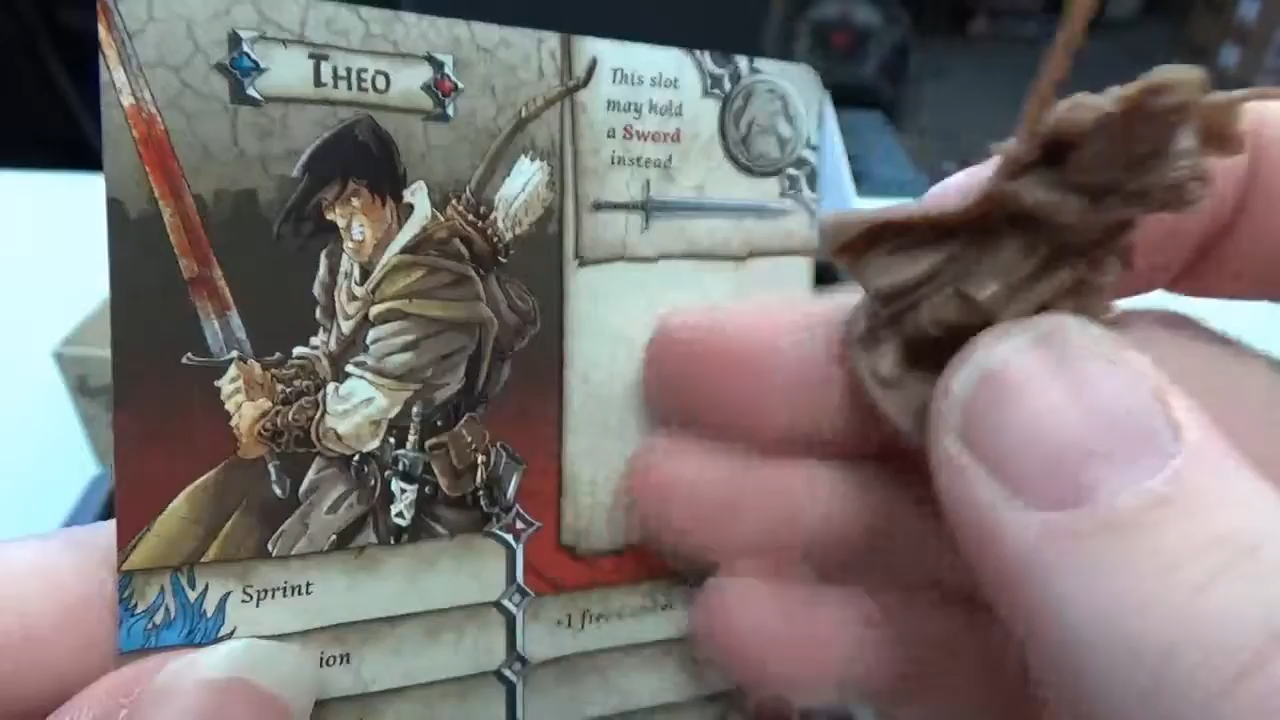 THEO
This slot
may hold
a Sword
instead
Sprint
ion